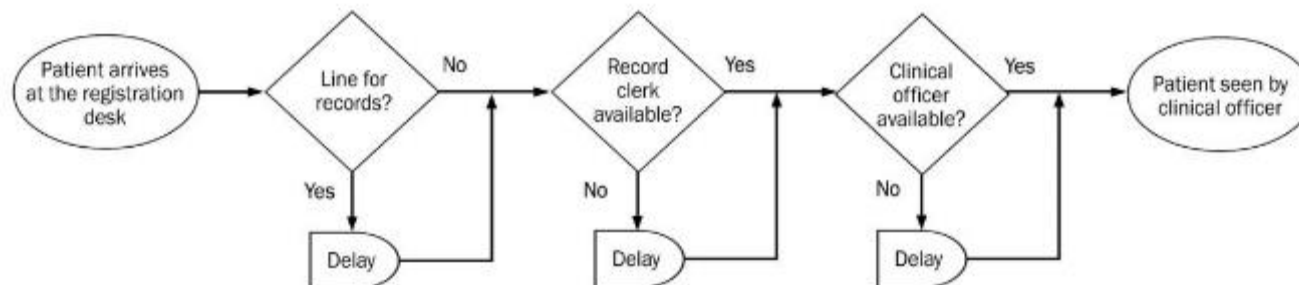 Patient arrives
at the registration
desk
Line for
records?
No
Yes
Delay
Record
clerk
available?
Yes
No
Delay
Clinical
officer
available?
Yes
No
Delay
Patient seen by
clinical officer